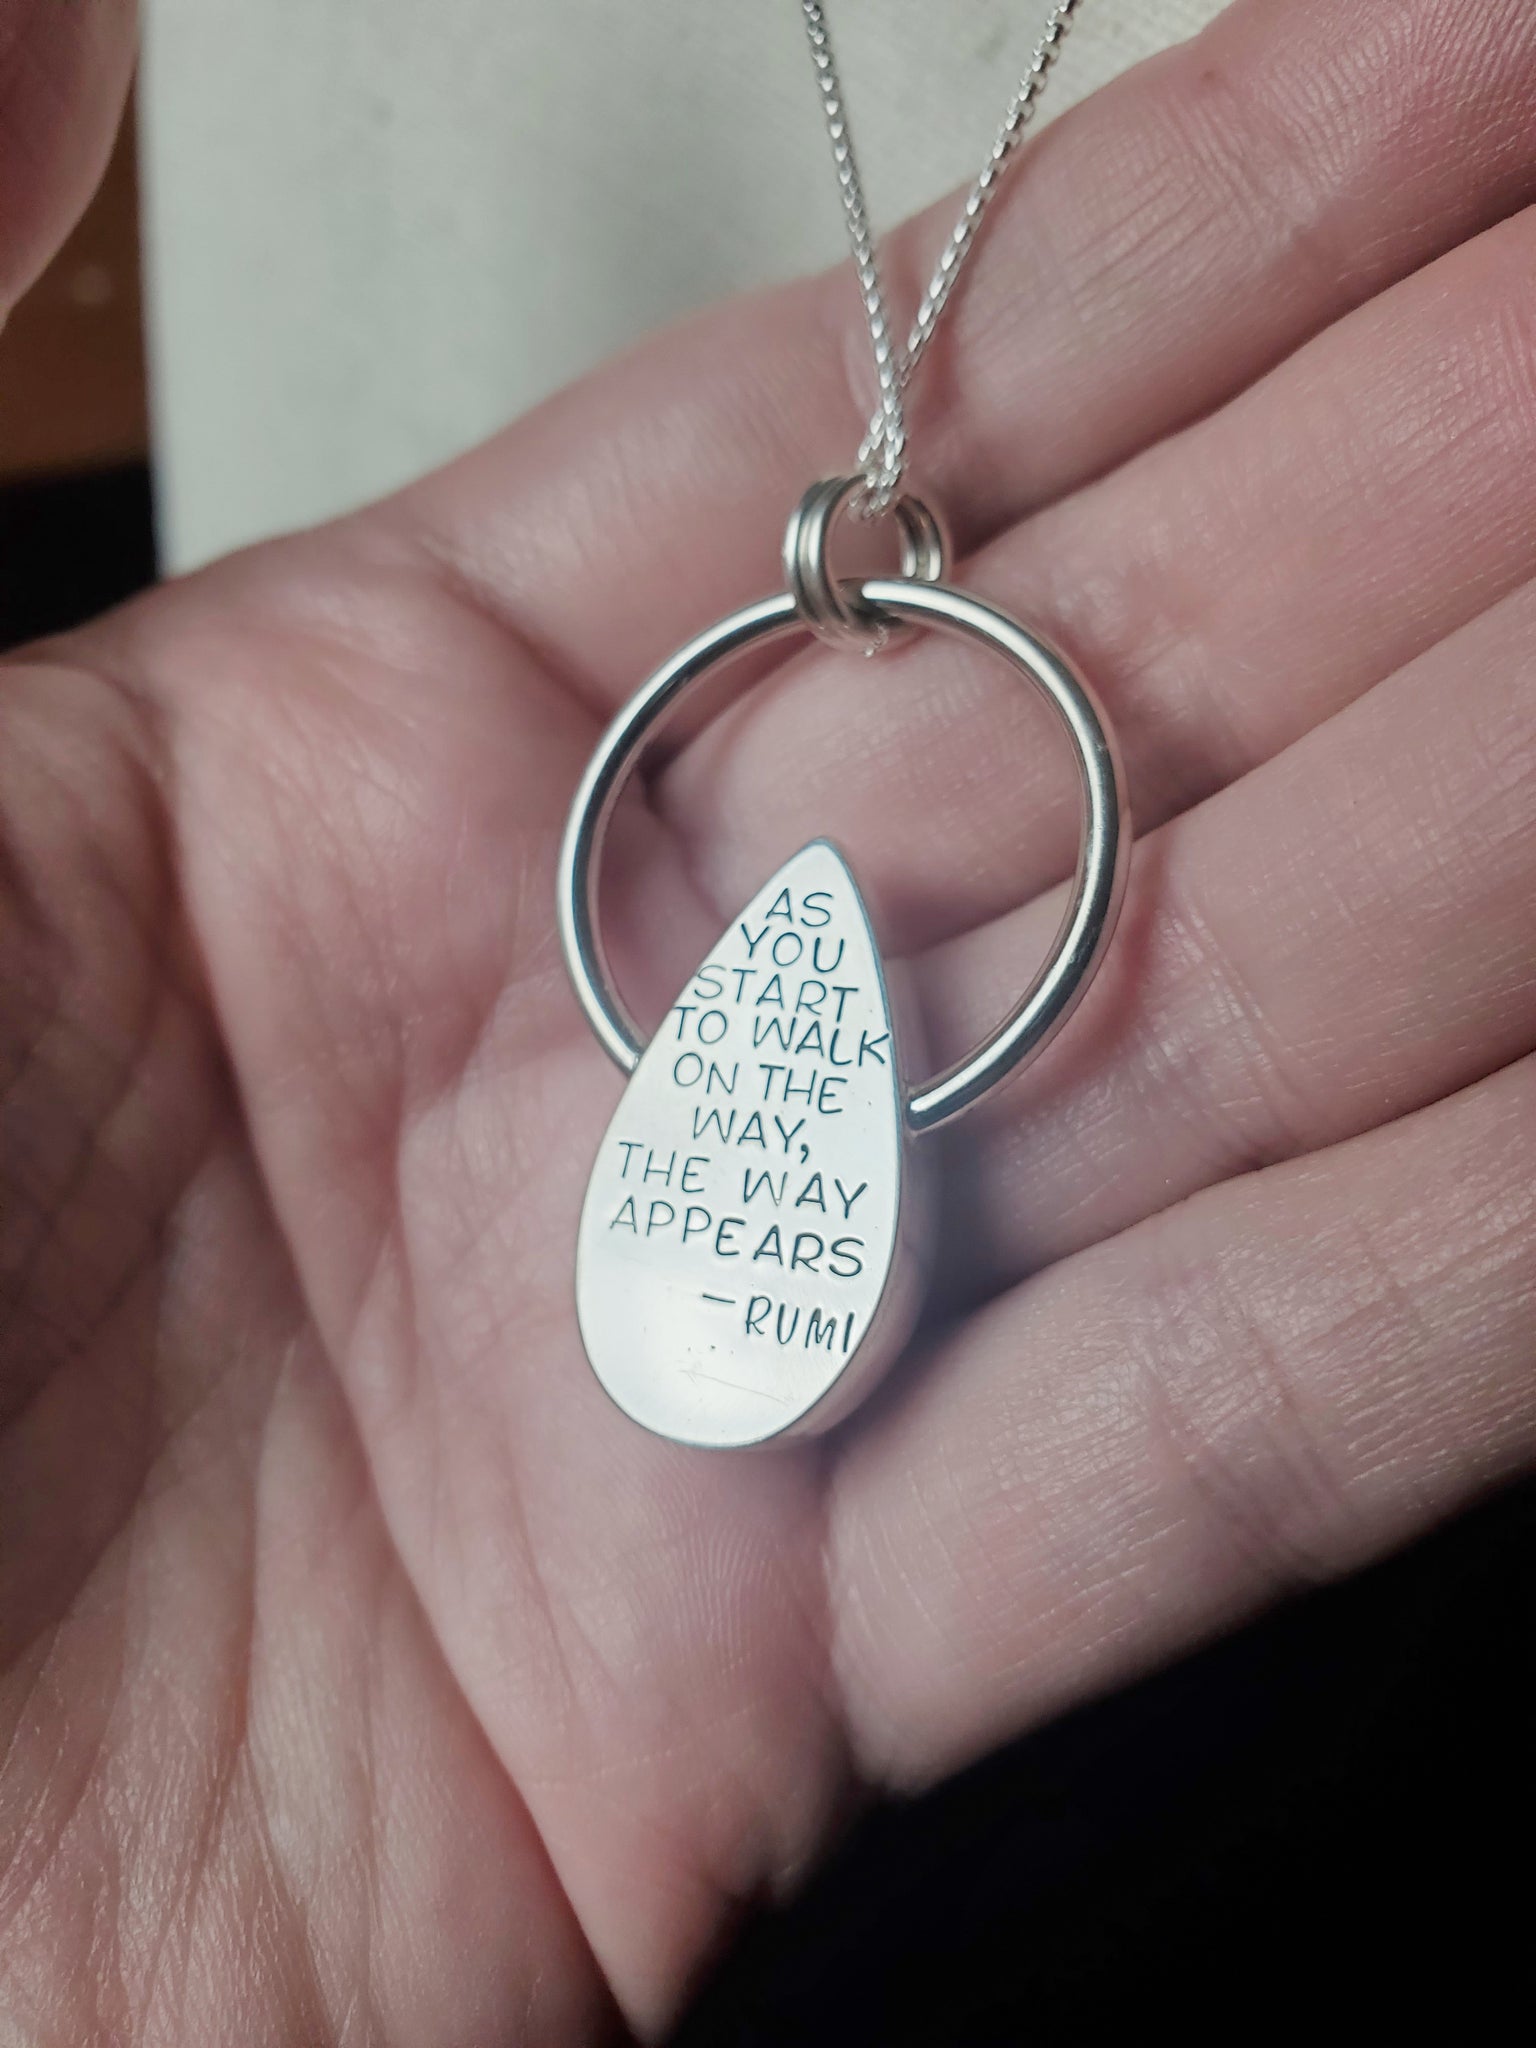 AS
YOU
START
TO WALK
ON THE
WAY,
THE WAY
APPEARS
-RUMI